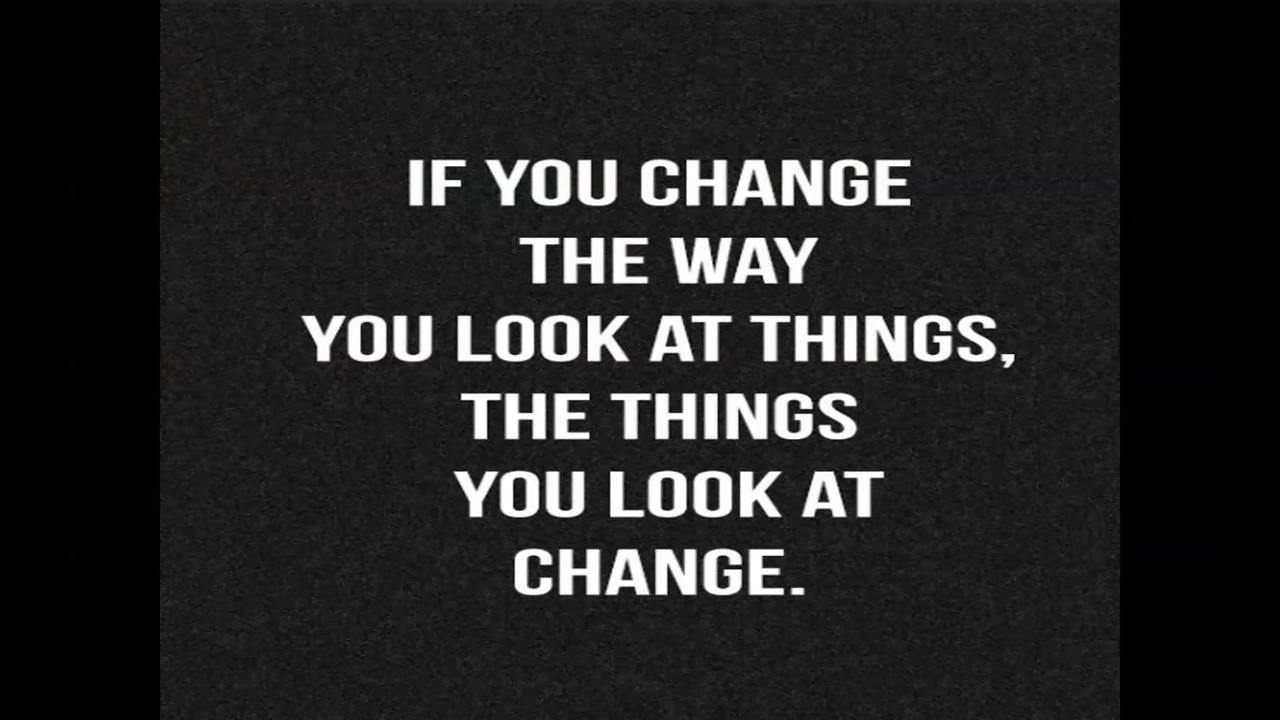 IF YOU CHANGE
THE WAY
YOU LOOK AT THINGS,
THE THINGS
YOU LOOK AT
CHANGE.